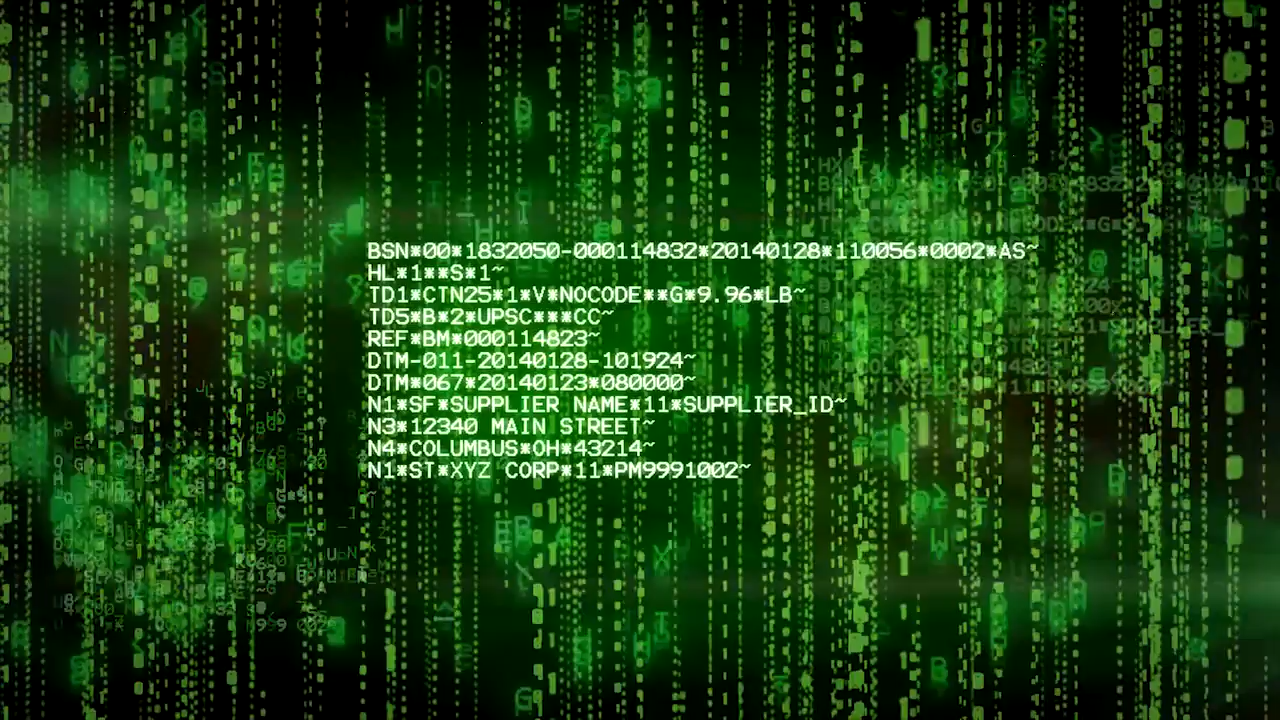 BSN*00*1832050-000114832*20140128*110056*0002*AS~
HL*1**S*1~
TD1*CTN25*1*V*NOCODE**G*9.96*LB~
TD5*B*2*UPSC***CC~
REF*BM*000114823~
DTM-011-20140128-101924~
DTM*067*20140123*080000~
N1*SF*SUPPLIER NAME*11*SUPPLIER_ID~
N3*12340 MAIN STREET~
N4*COLUMBUS*OH*43214~
N1*ST*XYZ CORP*11*PM9991002~